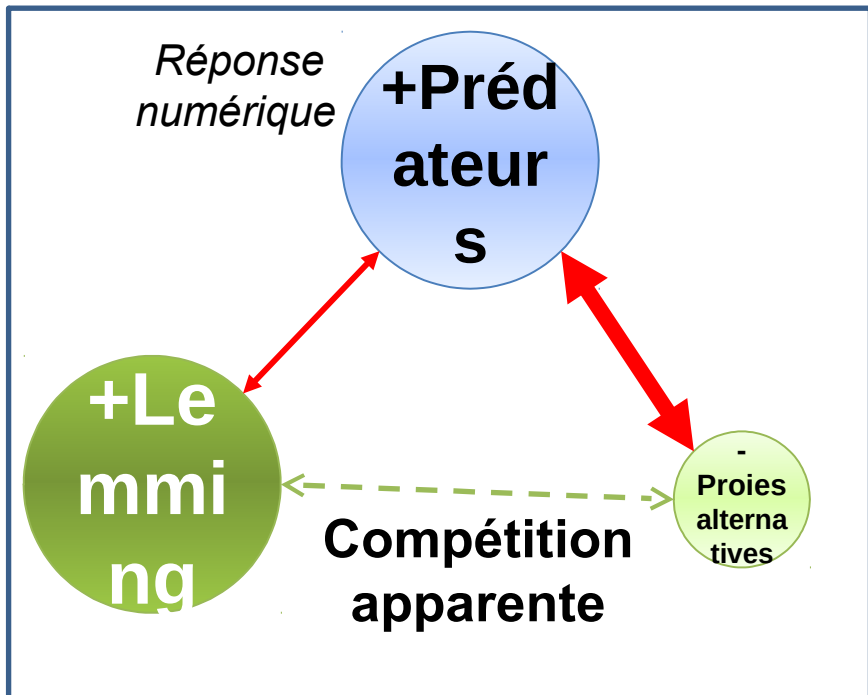 Réponse
numérique
+Préd
ateur
s
+Le
mmi
ng
-
Proies
alterna
tives
Compétition
apparente